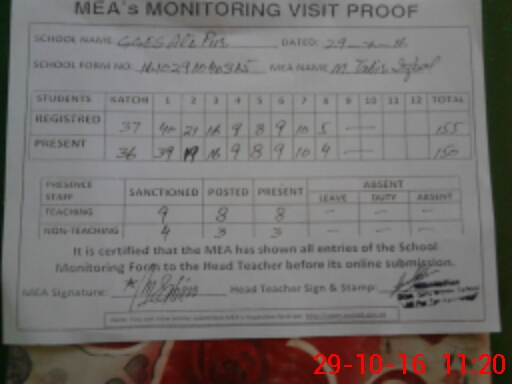 MEA's MONITORING VISIT PROOF
SCHOOL NAME: GGES Ali Pur DATED: 29
SCHOOL FORM NO: MEA NAME M. Tahir Iqbal
STUDENTS KATCHI 1 2 3 4 5 6 7 8 9 10 11 12 TOTAL
REGISTRED 37 40 21 16 9 8 9 10 5 — 155
PRESENT 36 39 19 16 9 8 9 10 4 — 150
PRESENCE STAFF SANCTIONED POSTED PRESENT ABSENT
LEAVE DUTY ABSENT
TEACHING 9 8 8 — — —
NON-TEACHING 4 3 3 — — —
It is certified that the MEA has shown all entries of the School
Monitoring Form to the Head Teacher before its online submission.
MEA Signature: Head Teacher Sign & Stamp:
29-10-16 11:20